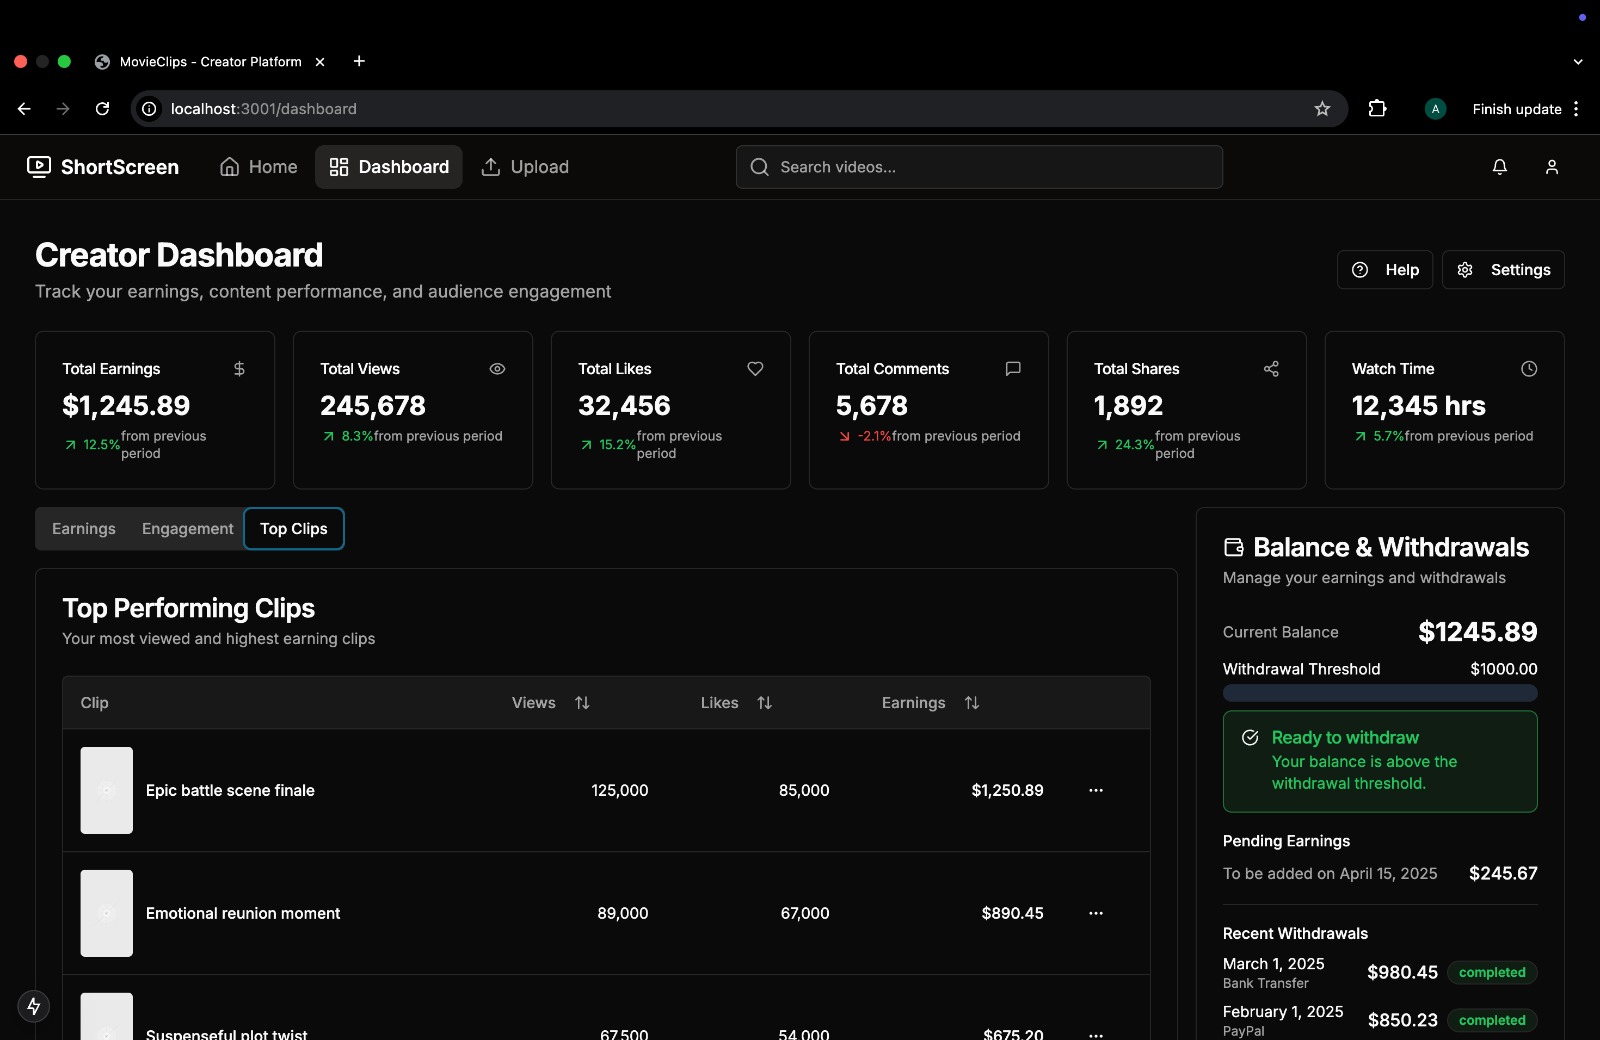 MovieClips - Creator Platform
localhost:3001/dashboard
A
Finish update
ShortScreen
Home
Dashboard
Upload
Search videos...
Creator Dashboard
Track your earnings, content performance, and audience engagement
Help
Settings
Total Earnings
$1,245.89
12.5% from previous
period
Total Views
245,678
8.3% from previous period
Total Likes
32,456
15.2% from previous
period
Total Comments
5,678
-2.1% from previous period
Total Shares
1,892
24.3% from previous
period
Watch Time
12,345 hrs
5.7% from previous period
Earnings
Engagement
Top Clips
Top Performing Clips
Your most viewed and highest earning clips
Clip Views Likes Earnings
Epic battle scene finale 125,000 85,000 $1,250.89 ...
Emotional reunion moment 89,000 67,000 $890.45 ...
Suspenseful plot twist 67,500 54,000 $675.20 ...
Balance & Withdrawals
Manage your earnings and withdrawals
Current Balance $1245.89
Withdrawal Threshold $1000.00
Ready to withdraw
Your balance is above the
withdrawal threshold.
Pending Earnings
To be added on April 15, 2025 $245.67
Recent Withdrawals
March 1, 2025
Bank Transfer
$980.45 completed
February 1, 2025
PayPal
$850.23 completed